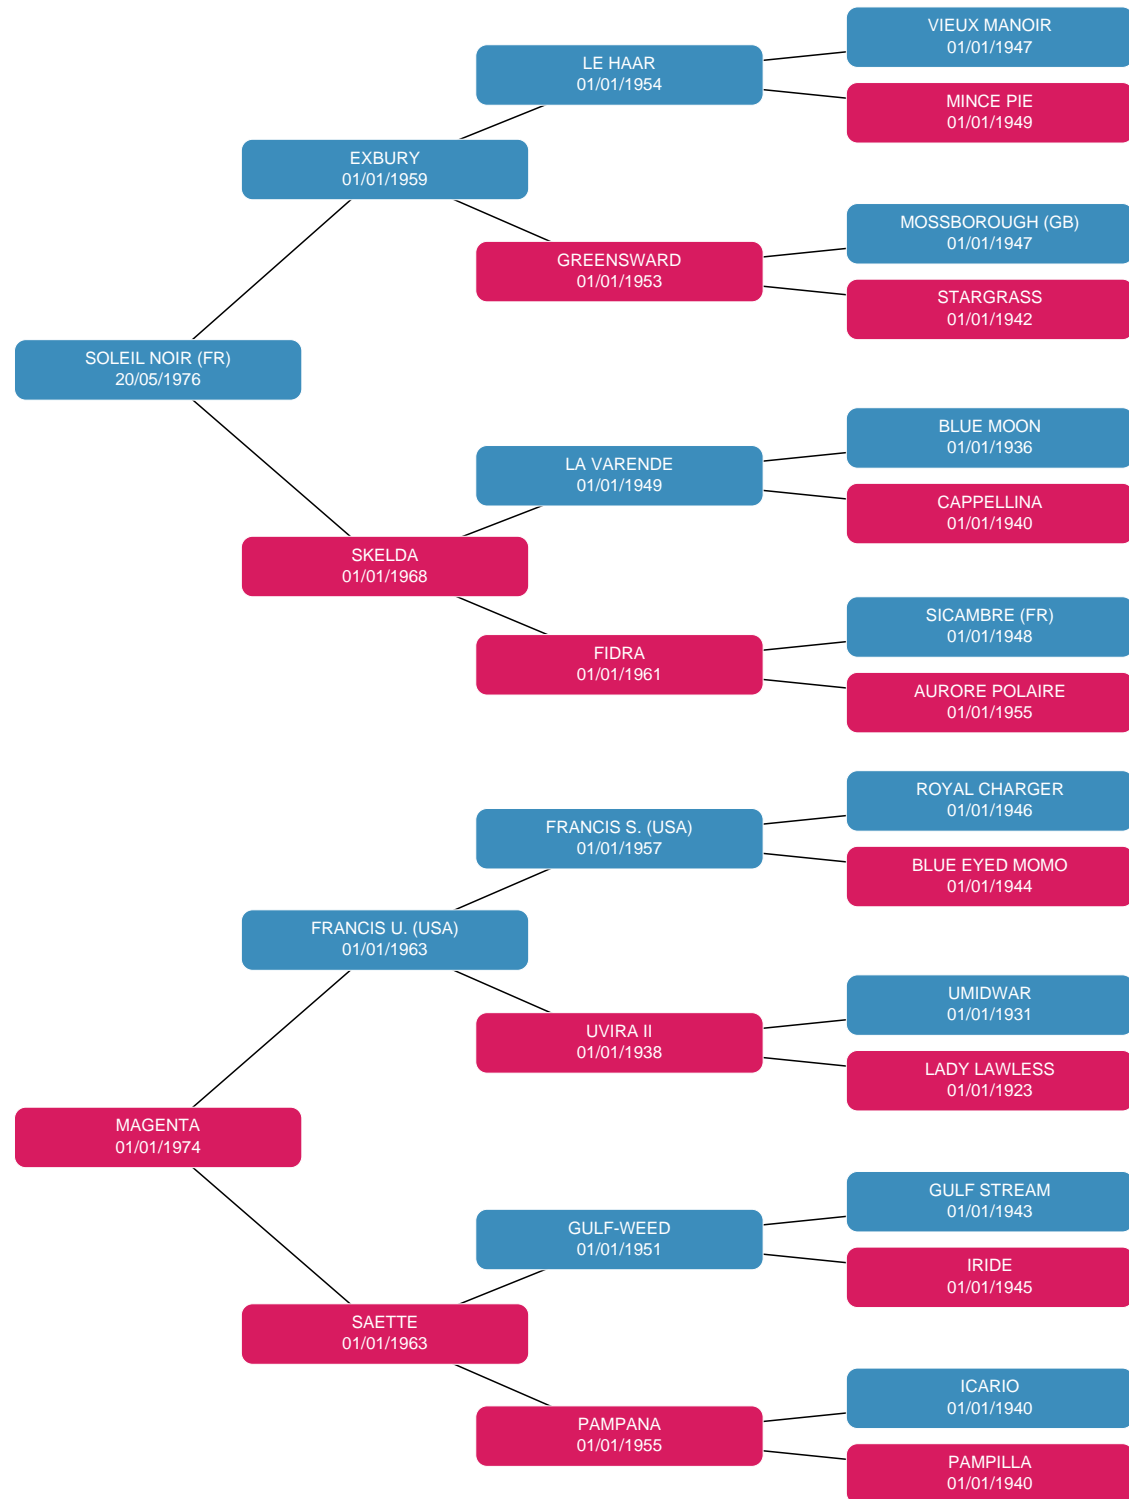 VIEUX MANOIR
01/01/1947
LE HAAR
01/01/1954
MINCE PIE
01/01/1949
EXBURY
01/01/1959
MOSSBOROUGH (GB)
01/01/1947
GREENSWARD
01/01/1953
STARGRASS
01/01/1942
SOLEIL NOIR (FR)
20/05/1976
BLUE MOON
01/01/1936
LA VARENDE
01/01/1949
CAPPELLINA
01/01/1940
SKELDA
01/01/1968
SICAMBRE (FR)
01/01/1948
FIDRA
01/01/1961
AURORE POLAIRE
01/01/1955
ROYAL CHARGER
01/01/1946
FRANCIS S. (USA)
01/01/1957
BLUE EYED MOMO
01/01/1944
FRANCIS U. (USA)
01/01/1963
UMIDWAR
01/01/1931
UVIRA II
01/01/1938
LADY LAWLESS
01/01/1923
MAGENTA
01/01/1974
GULF STREAM
01/01/1943
GULF-WEED
01/01/1951
IRIDE
01/01/1945
SAETTE
01/01/1963
ICARIO
01/01/1940
PAMPANA
01/01/1955
PAMPILLA
01/01/1940